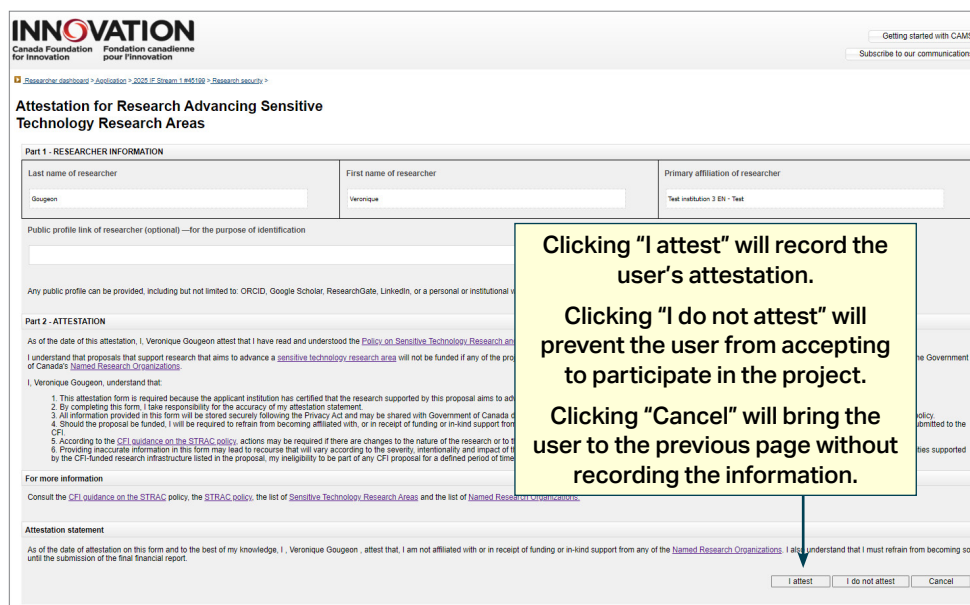 INNOVATION
Canada Foundation for Innovation
Fondation canadienne pour l'innovation
Getting started with CAMS
Subscribe to our communications
Researcher dashboard > Application > 2025 IF Stream 1 #45199 > Research security >
Attestation for Research Advancing Sensitive
Technology Research Areas
Part 1 - RESEARCHER INFORMATION
Last name of researcher
First name of researcher
Primary affiliation of researcher
Gougeon
Veronique
Test institution 3 EN - Test
Public profile link of researcher (optional) —for the purpose of identification
Any public profile can be provided, including but not limited to: ORCID, Google Scholar, ResearchGate, LinkedIn, or a personal or institutional
Clicking "I attest" will record the
user's attestation.
Clicking "I do not attest" will
prevent the user from accepting
to participate in the project.
Clicking "Cancel" will bring the
user to the previous page without
recording the information.
Part 2 - ATTESTATION
As of the date of this attestation, I, Veronique Gougeon attest that I have read and understood the Policy on Sensitive Technology Research
I understand that proposals that support research that aims to advance a sensitive technology research area will not be funded if any of the
he Government
of Canada's Named Research Organizations.
I, Veronique Gougeon, understand that:
1. This attestation form is required because the applicant institution has certified that the research supported by this proposal aims to
2. By completing this form, I take responsibility for the accuracy of my attestation statement.
3. All information provided in this form will be stored securely following the Privacy Act and may be shared with Government of Canada
olicy.
4. Should the proposal be funded, I will be required to refrain from becoming affiliated with, or in receipt of funding or in-kind support from
ubmitted to the
CFI.
5. According to the CFI guidance on the STRAC policy, actions may be required if there are changes to the nature of the research or to
6. Providing inaccurate information in this form may lead to recourse that will vary according to the severity, intentionality and impact of
ties supported
by the CFI-funded research infrastructure listed in the proposal, my ineligibility to be part of any CFI proposal for a defined period of time
For more information
Consult the CFI guidance on the STRAC policy, the STRAC policy, the list of Sensitive Technology Research Areas and the list of Named Research Organizations.
Attestation statement
As of the date of attestation on this form and to the best of my knowledge, I , Veronique Gougeon , attest that, I am not affiliated with or in receipt of funding or in-kind support from any of the Named Research Organizations. I also understand that I must refrain from becoming so
until the submission of the final financial report.
I attest
I do not attest
Cancel